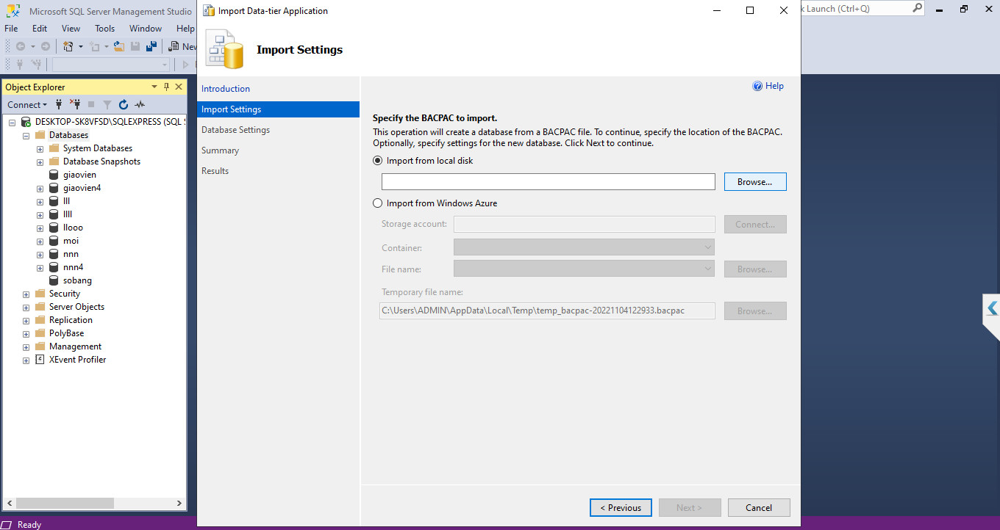 Microsoft SQL Server Management Studio
Import Data-tier Application
Launch (Ctrl+Q)
File Edit View Tools Window Help
Import Settings
Object Explorer
Connect
DESKTOP-SK8VFSD\SQLEXPRESS (SQL
Databases
System Databases
Database Snapshots
giaovien
giaovien4
lll
llll
llooo
moi
nnn
nnn4
sobang
Security
Server Objects
Replication
PolyBase
Management
XEvent Profiler
Ready
Introduction
Import Settings
Database Settings
Summary
Results
Help
Specify the BACPAC to import.
This operation will create a database from a BACPAC file. To continue, specify the location of the BACPAC.
Optionally, specify settings for the new database. Click Next to continue.
Import from local disk
Browse...
Import from Windows Azure
Storage account: Connect...
Container:
File name: Browse...
Temporary file name:
C:\Users\ADMIN\AppData\Local\Temp\temp_bacpac-20221104122933.bacpac Browse...
< Previous Next > Cancel